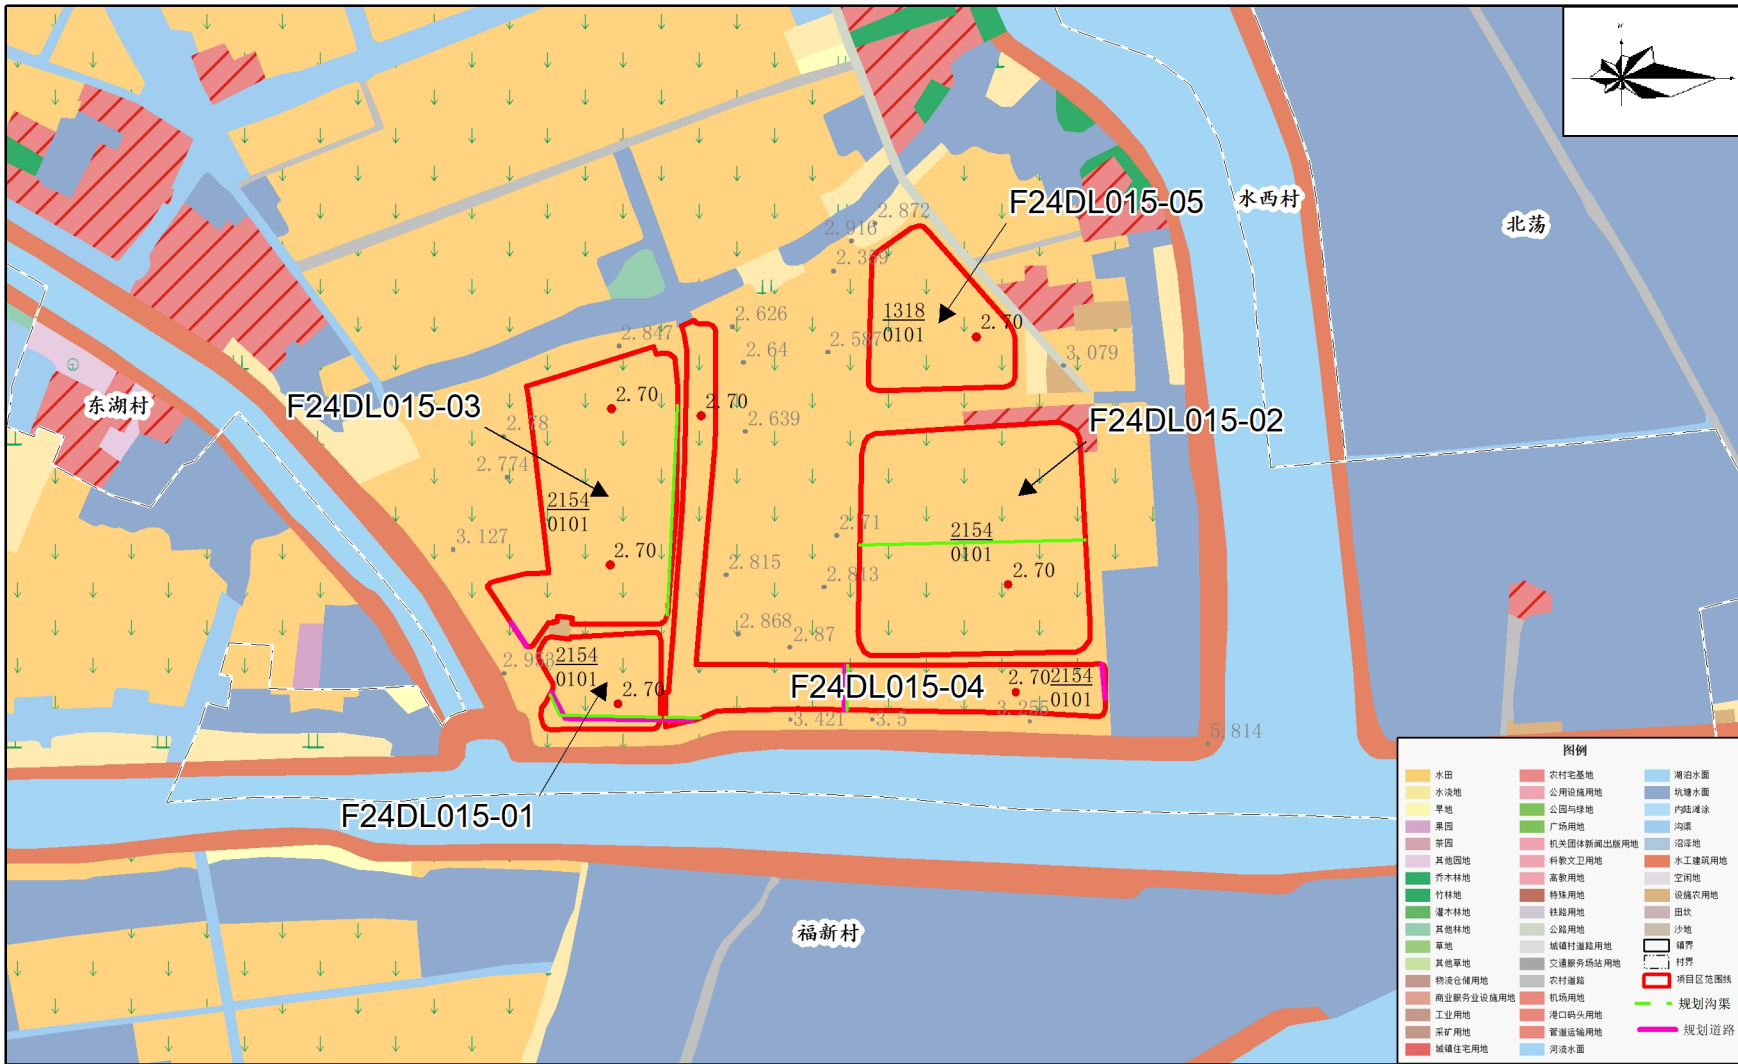 N
F24DL015-05
水西村
北荡
2.872
2.916
2.359
1318
0101
2.70
2.626
2.847
2.64
2.587
3.079
东湖村
F24DL015-03
2.70
2.70
F24DL015-02
2.78
2.639
2.774
2154
0101
3.127
2.71
2154
0101
2.70
2.815
2.813
2.70
2.868
2.87
2154
0101
2.70
F24DL015-04
2.70
2154
0101
3.421
3.5
3.255
5.814
F24DL015-01
福新村
图例
水田
水浇地
旱地
果园
茶园
其他园地
乔木林地
竹林地
灌木林地
其他林地
草地
其他草地
物流仓储用地
商业服务业设施用地
工业用地
采矿用地
城镇住宅用地
农村宅基地
公用设施用地
公园与绿地
广场用地
机关团体新闻出版用地
科教文卫用地
高教用地
特殊用地
铁路用地
公路用地
城镇村道路用地
交通服务场站用地
农村道路
机场用地
港口码头用地
管道运输用地
河流水面
湖泊水面
坑塘水面
内陆滩涂
沟渠
沼泽地
水工建筑用地
空闲地
设施农用地
田坎
沙地
镇界
村界
项目区范围线
规划沟渠
规划道路